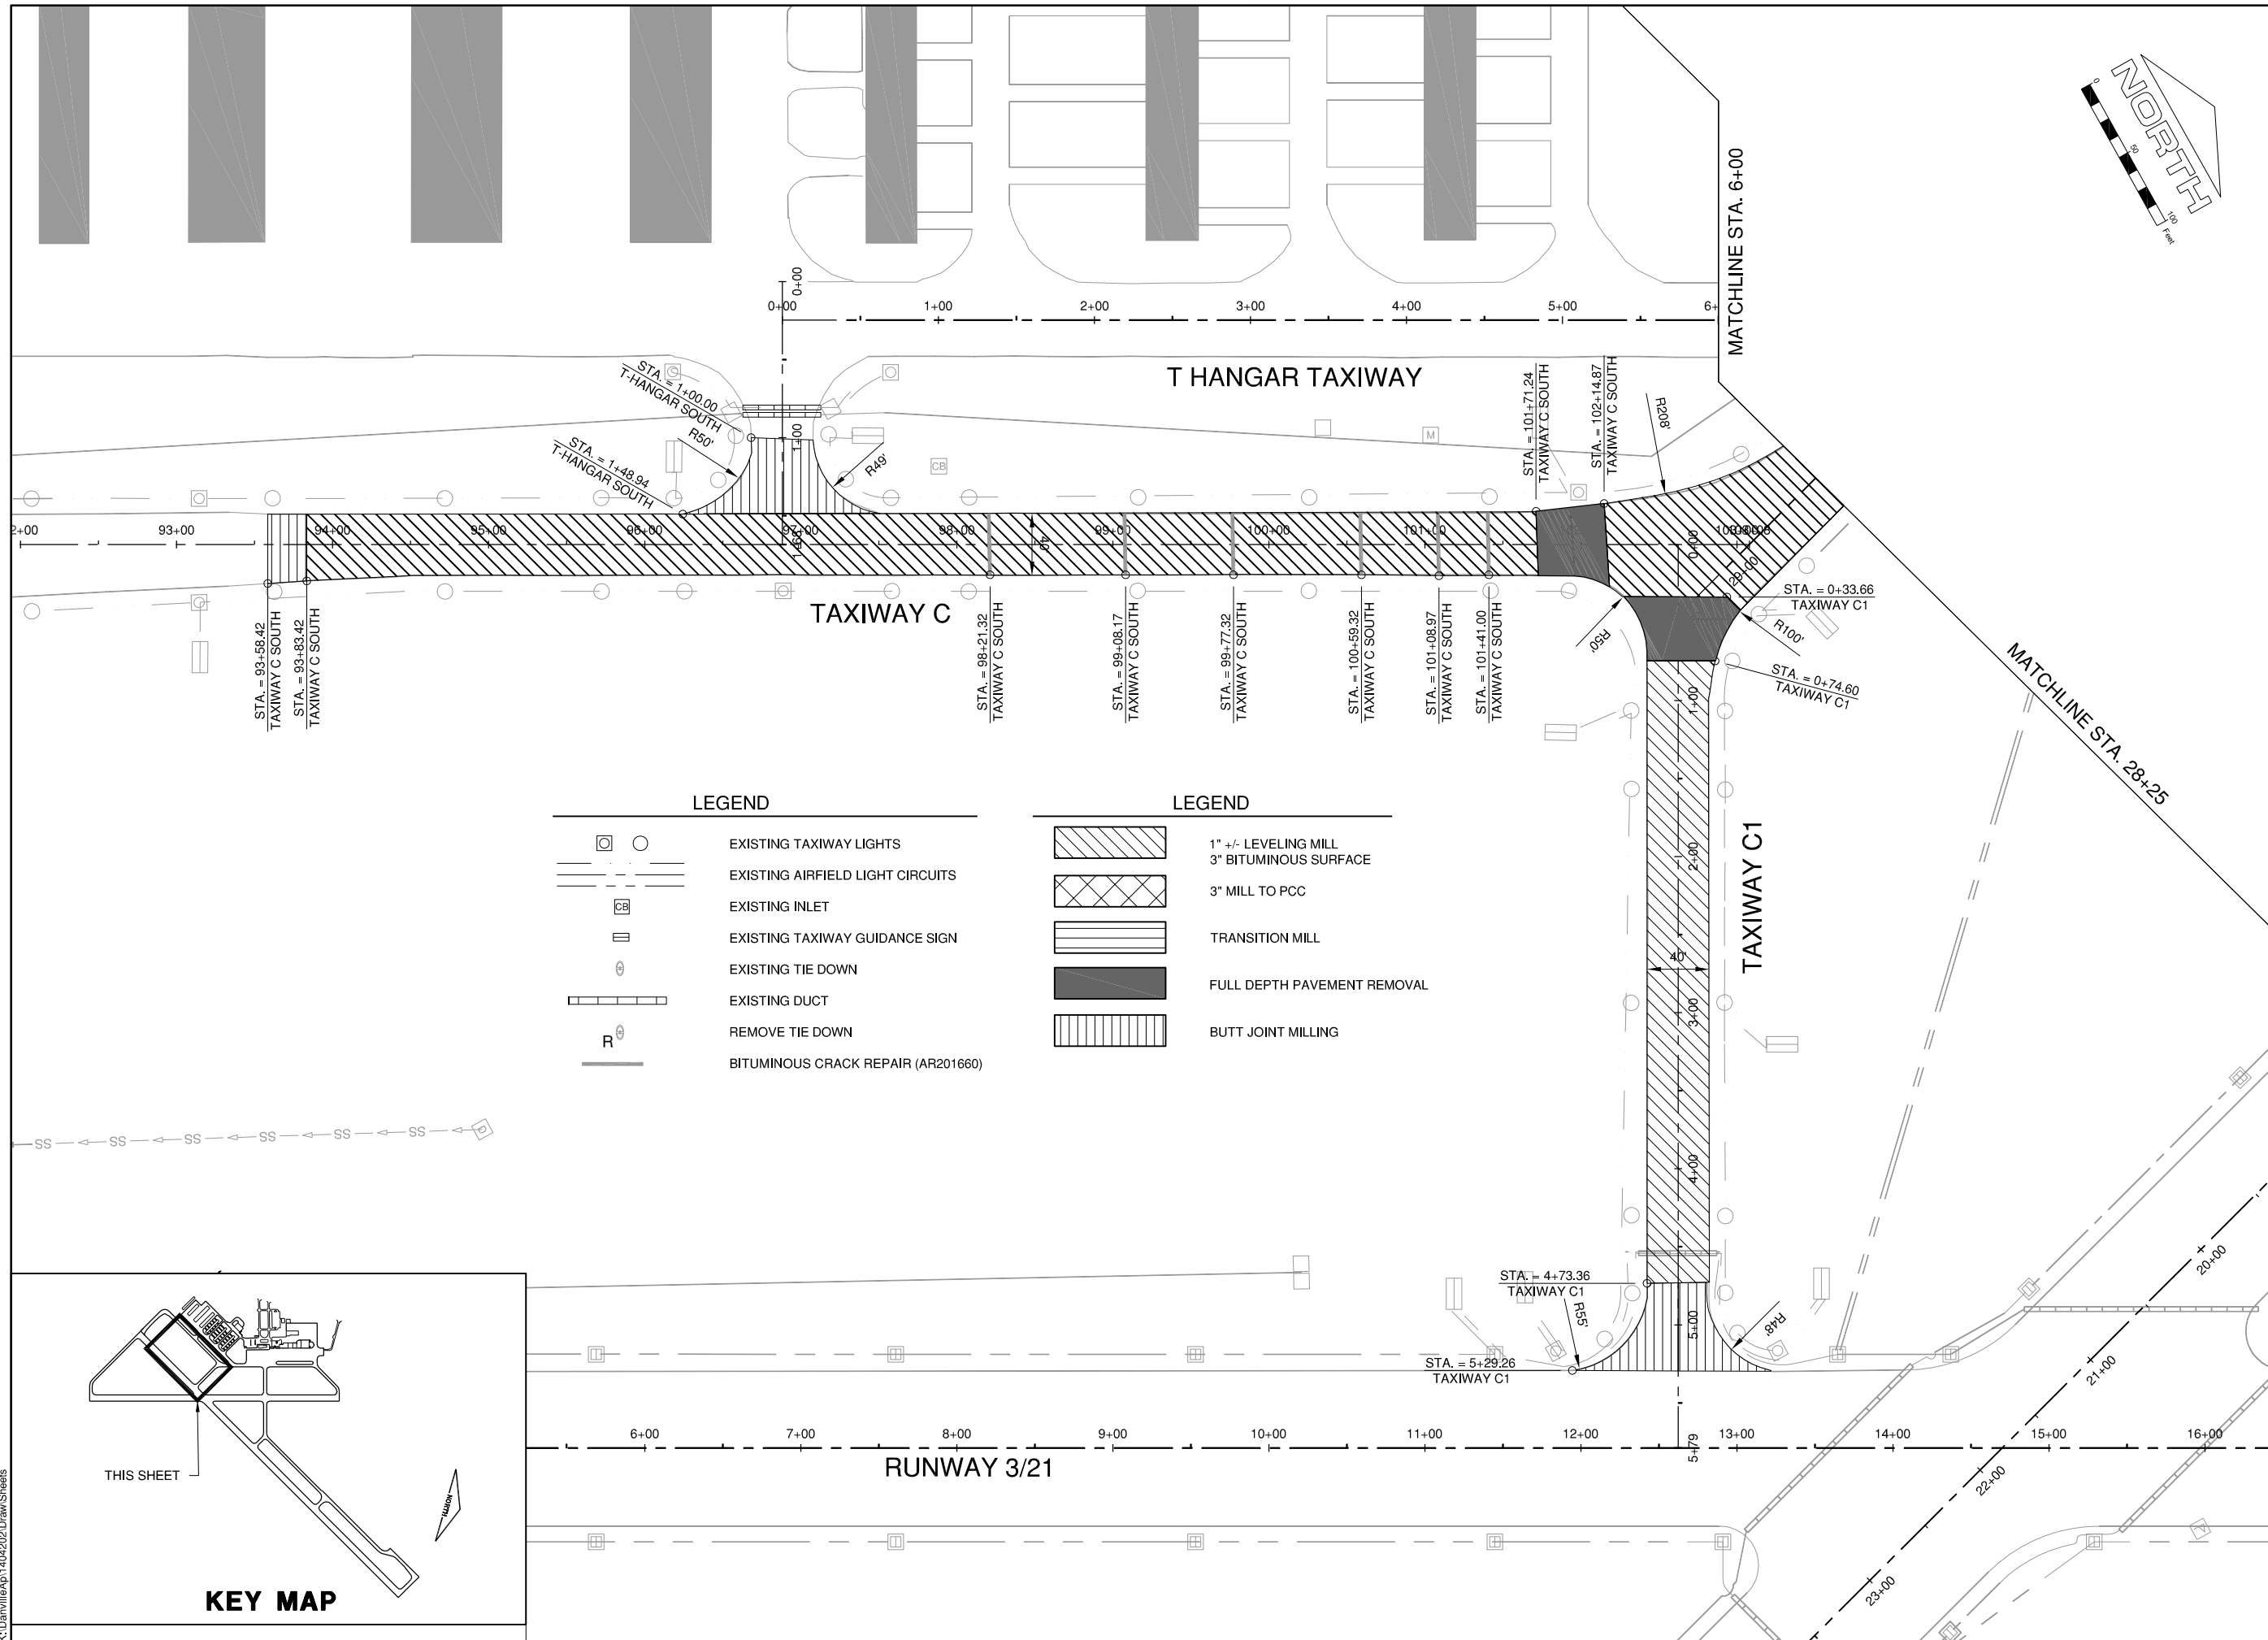 NORTH
0
50
100
Feet
MATCHLINE STA. 6+00
0+00
0+00
1+00
2+00
3+00
4+00
5+00
6+
T HANGAR TAXIWAY
STA. = 1+00.00
T-HANGAR SOUTH
R50'
STA. = 1+48.94
T-HANGAR SOUTH
1+00
R49'
CB
M
STA. = 101+71.24
TAXIWAY C SOUTH
STA. = 102+14.87
TAXIWAY C SOUTH
R208'
2+00
93+00
94+00
95+00
96+00
97+00
98+00
99+00
100+00
101+00
40'
0+00
29+00
STA. = 0+33.66
TAXIWAY C1
R100'
R50'
STA. = 0+74.60
TAXIWAY C1
TAXIWAY C
STA. = 93+58.42
TAXIWAY C SOUTH
STA. = 93+83.42
TAXIWAY C SOUTH
STA. = 98+21.32
TAXIWAY C SOUTH
STA. = 99+08.17
TAXIWAY C SOUTH
STA. = 99+77.32
TAXIWAY C SOUTH
STA. = 100+59.32
TAXIWAY C SOUTH
STA. = 101+08.97
TAXIWAY C SOUTH
STA. = 101+41.00
TAXIWAY C SOUTH
MATCHLINE STA. 28+25
1+00
2+00
40'
3+00
4+00
5+00
5+79
TAXIWAY C1
LEGEND
EXISTING TAXIWAY LIGHTS
EXISTING AIRFIELD LIGHT CIRCUITS
CB
EXISTING INLET
EXISTING TAXIWAY GUIDANCE SIGN
EXISTING TIE DOWN
EXISTING DUCT
R
REMOVE TIE DOWN
BITUMINOUS CRACK REPAIR (AR201660)
LEGEND
1" +/- LEVELING MILL
3" BITUMINOUS SURFACE
3" MILL TO PCC
TRANSITION MILL
FULL DEPTH PAVEMENT REMOVAL
BUTT JOINT MILLING
SS SS SS SS SS SS
STA. = 4+73.36
TAXIWAY C1
R55'
R48'
STA. = 5+29.26
TAXIWAY C1
6+00
7+00
8+00
9+00
10+00
11+00
12+00
13+00
14+00
15+00
16+00
RUNWAY 3/21
20+00
21+00
22+00
23+00
THIS SHEET
NORTH
KEY MAP